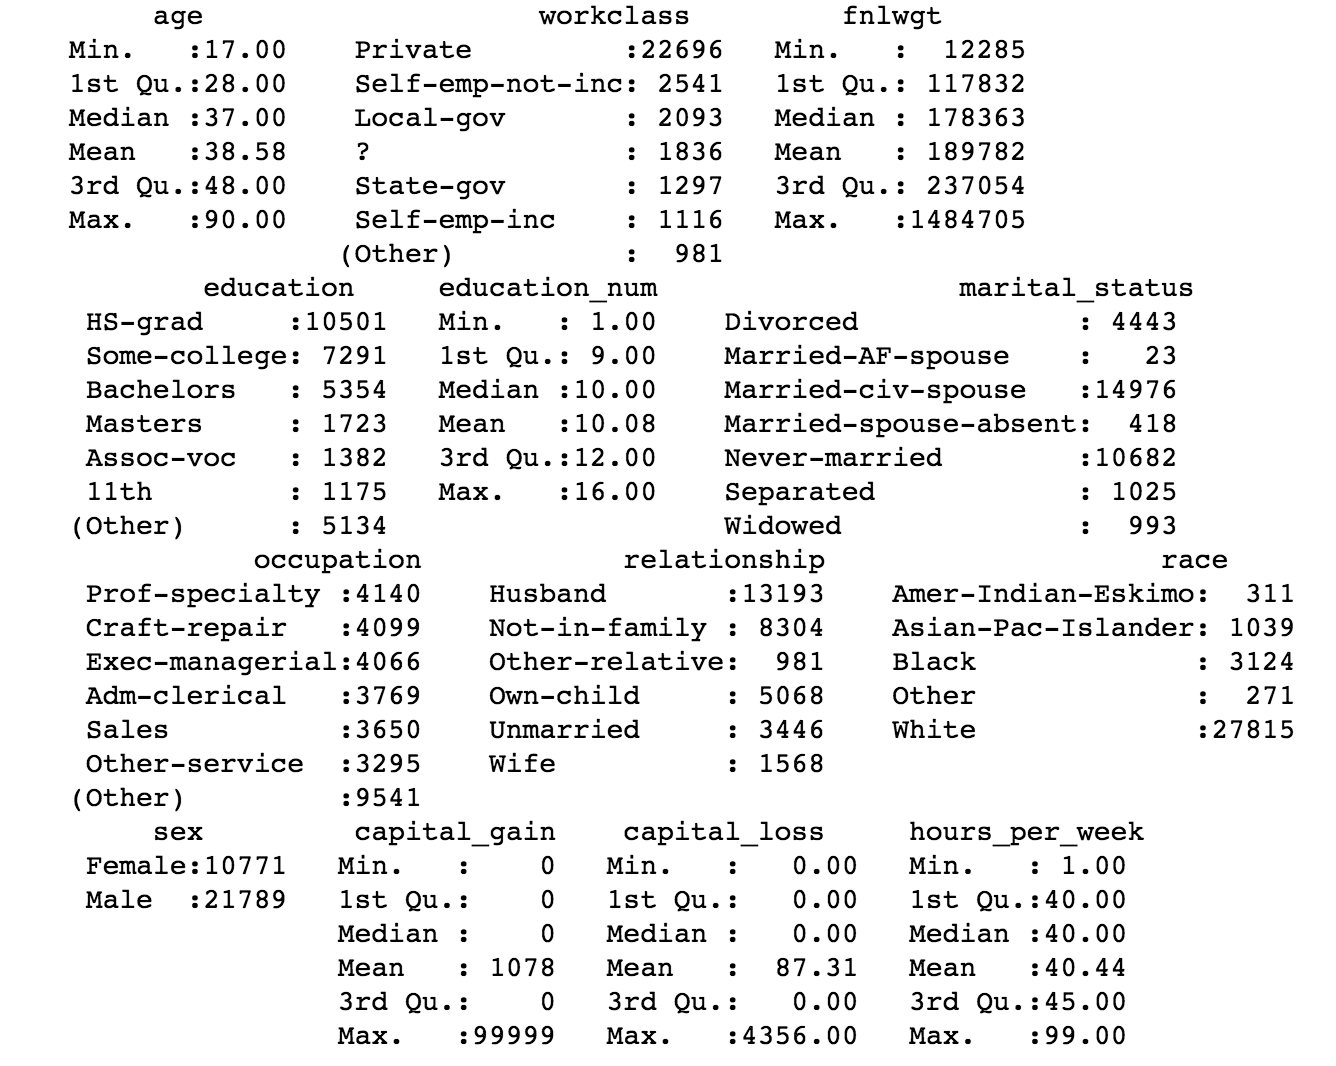 age                    workclass         fnlwgt
 Min.   :17.00    Private         :22696   Min.   :  12285
 1st Qu.:28.00    Self-emp-not-inc: 2541   1st Qu.: 117832
 Median :37.00    Local-gov       : 2093   Median : 178363
 Mean   :38.58    ?               : 1836   Mean   : 189782
 3rd Qu.:48.00    State-gov       : 1297   3rd Qu.: 237054
 Max.   :90.00    Self-emp-inc    : 1116   Max.   :1484705
                 (Other)          :  981
         education     education_num                  marital_status
  HS-grad     :10501   Min.   : 1.00    Divorced             : 4443
  Some-college: 7291   1st Qu.: 9.00    Married-AF-spouse    :   23
  Bachelors   : 5354   Median :10.00    Married-civ-spouse   :14976
  Masters     : 1723   Mean   :10.08    Married-spouse-absent:  418
  Assoc-voc   : 1382   3rd Qu.:12.00    Never-married        :10682
  11th        : 1175   Max.   :16.00    Separated            : 1025
 (Other)      : 5134                    Widowed              :  993
            occupation            relationship                    race
  Prof-specialty :4140    Husband       :13193    Amer-Indian-Eskimo:  311
  Craft-repair   :4099    Not-in-family : 8304    Asian-Pac-Islander: 1039
  Exec-managerial:4066    Other-relative:  981    Black             : 3124
  Adm-clerical   :3769    Own-child     : 5068    Other             :  271
  Sales          :3650    Unmarried     : 3446    White             :27815
  Other-service  :3295    Wife          : 1568
 (Other)         :9541
      sex         capital_gain    capital_loss     hours_per_week
  Female:10771   Min.   :    0   Min.   :   0.00   Min.   : 1.00
  Male  :21789   1st Qu.:    0   1st Qu.:   0.00   1st Qu.:40.00
                 Median :    0   Median :   0.00   Median :40.00
                 Mean   : 1078   Mean   :  87.31   Mean   :40.44
                 3rd Qu.:    0   3rd Qu.:   0.00   3rd Qu.:45.00
                 Max.   :99999   Max.   :4356.00   Max.   :99.00